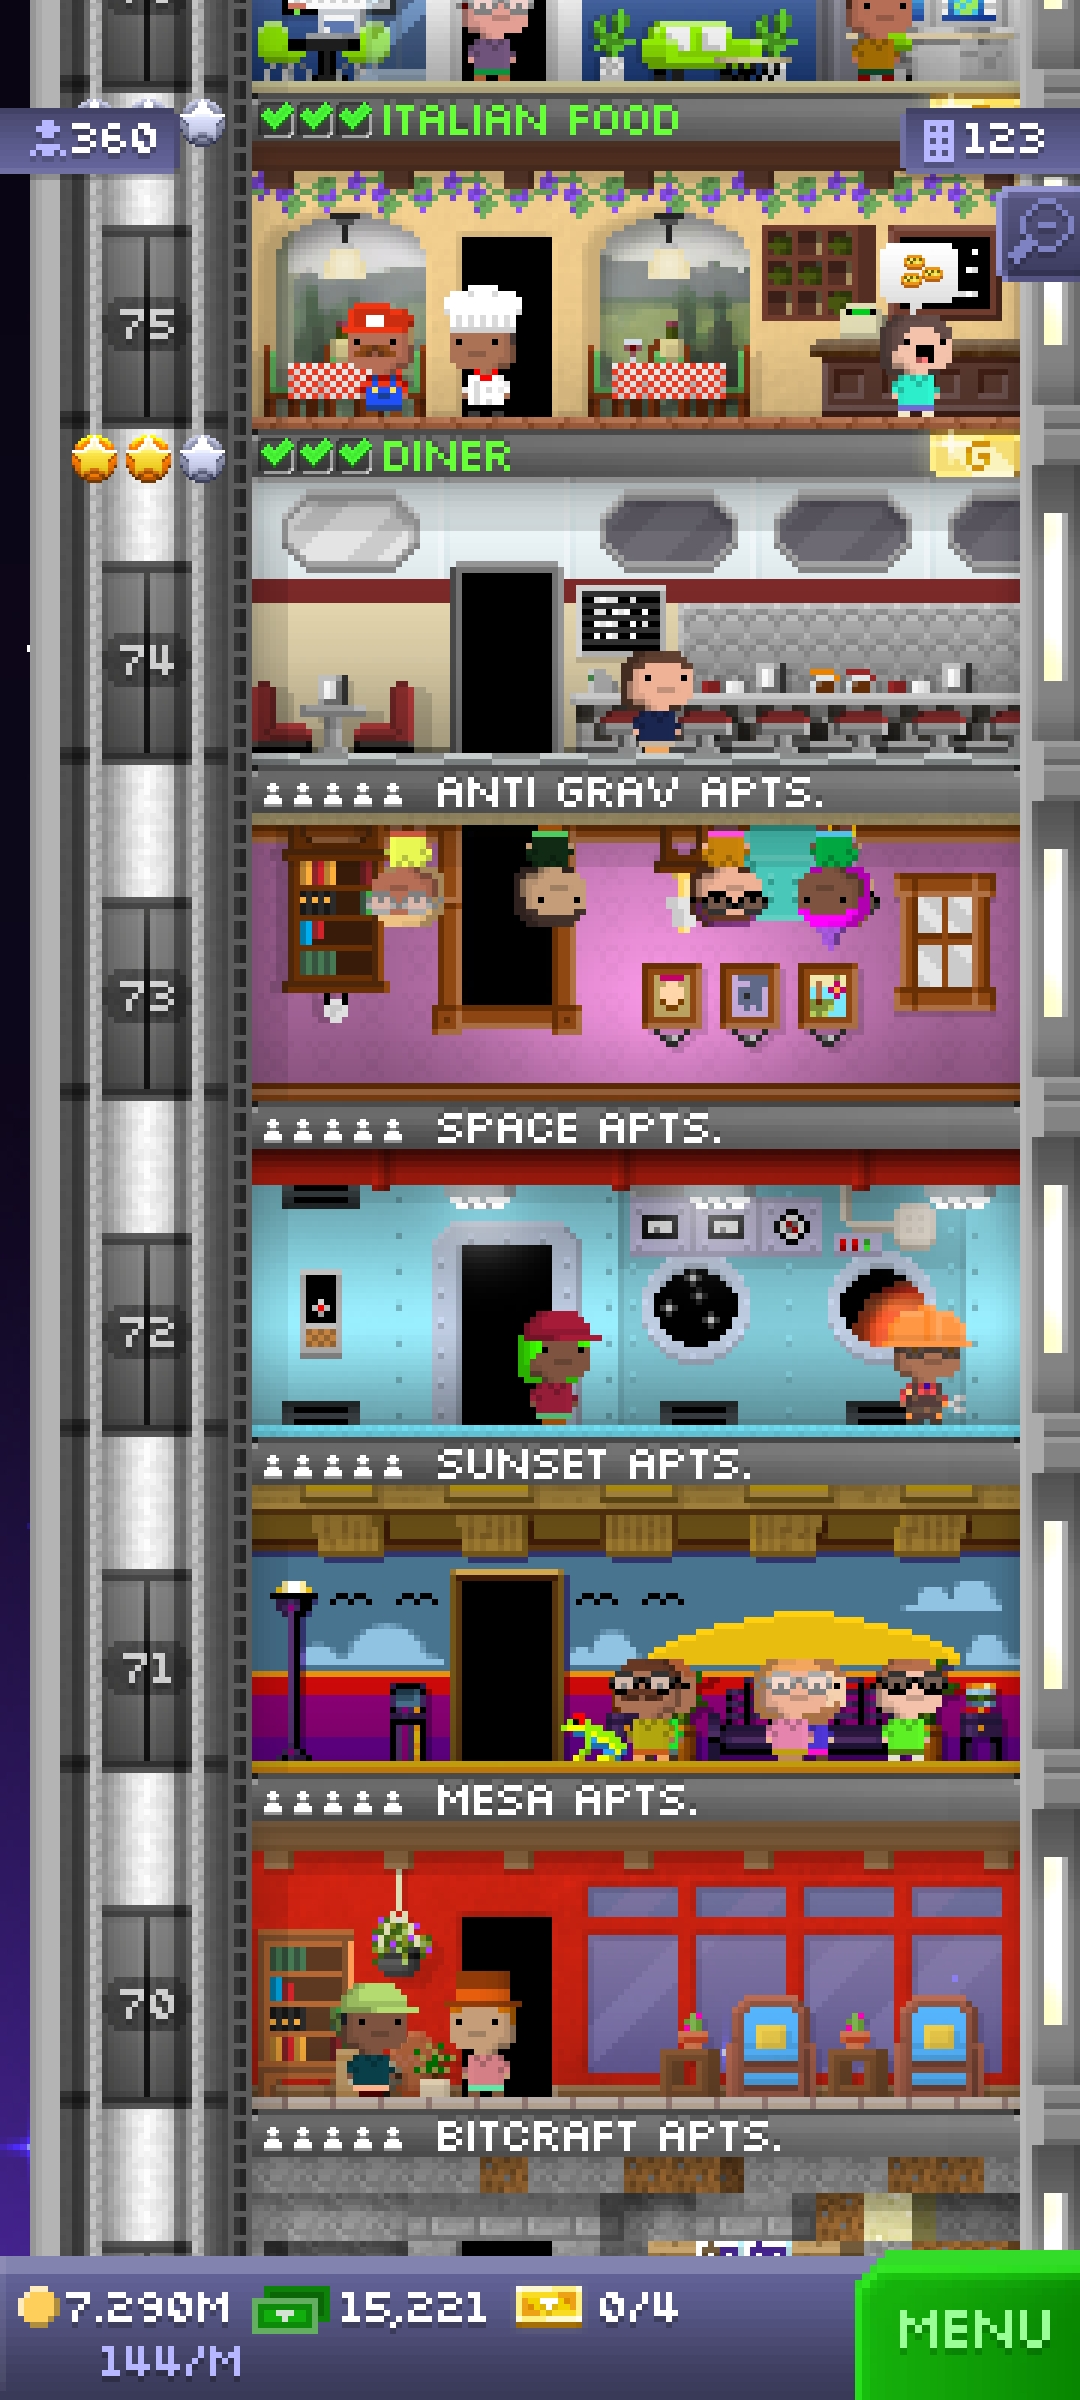 ITALIAN FOOD
360
123
75
DINER
G
74
ANTI GRAV APTS.
73
SPACE APTS.
72
SUNSET APTS.
71
MESA APTS.
70
BITCRAFT APTS.
7.290M 15,221 0/4
144/M
MENU